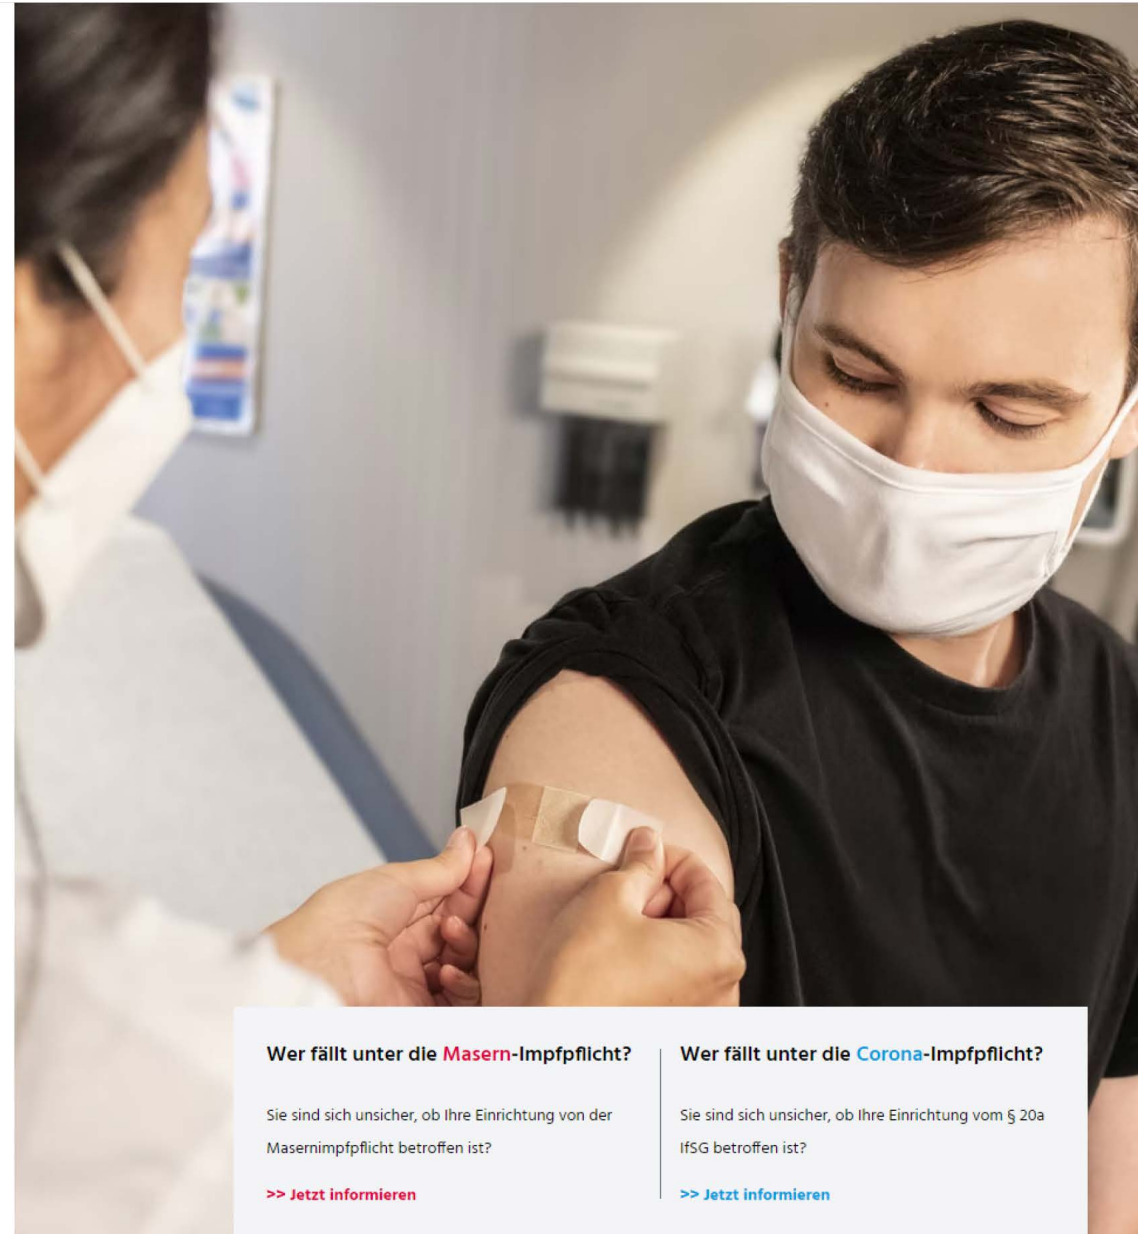 Wer fällt unter die Masern-Impfpflicht?
Sie sind sich unsicher, ob Ihre Einrichtung von der
Masernimpfpflicht betroffen ist?
>> Jetzt informieren
Wer fällt unter die Corona-Impfpflicht?
Sie sind sich unsicher, ob Ihre Einrichtung vom § 20a
IfSG betroffen ist?
>> Jetzt informieren